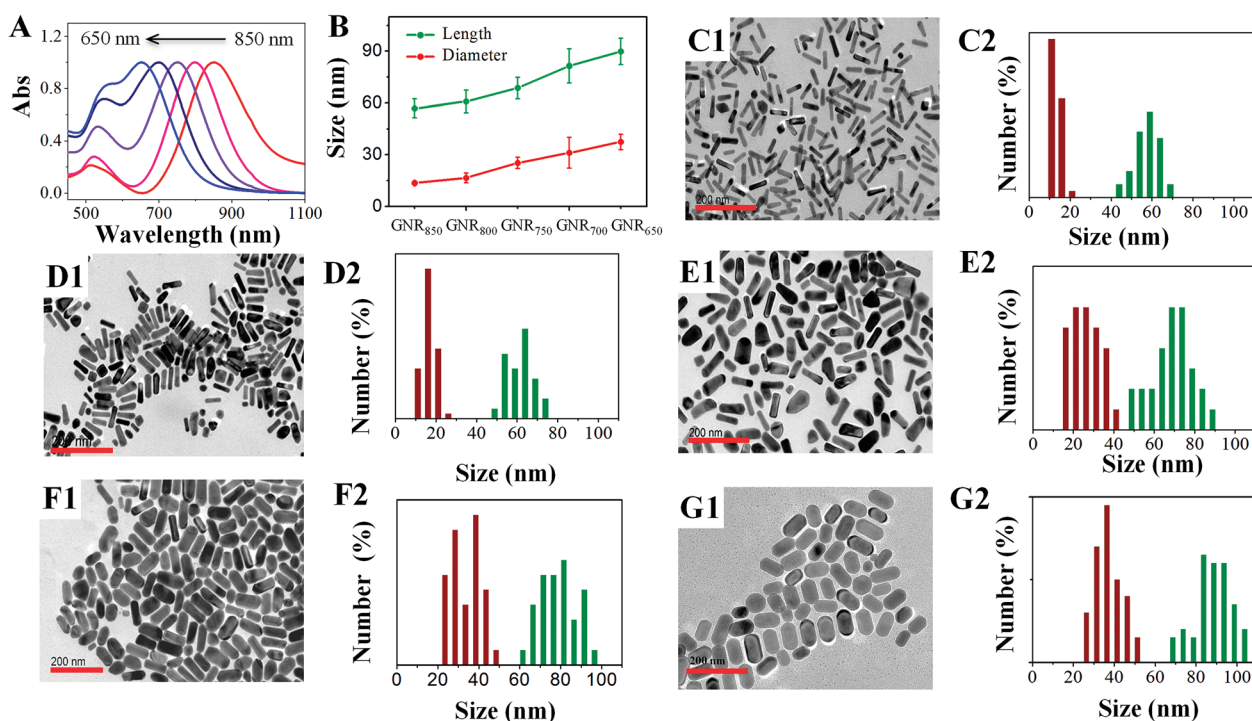 A
650 nm
850 nm
Abs
1.2
0.8
0.4
0.0
500 700 900 1100
Wavelength (nm)
B
Length
Diameter
Size (nm)
90
60
30
0
GNR850 GNR800 GNR750 GNR700 GNR650
C1
200 nm
C2
Number (%)
0 20 40 60 80 100
Size (nm)
D1
200 nm
D2
Number (%)
0 20 40 60 80 100
Size (nm)
E1
200 nm
E2
Number (%)
0 20 40 60 80 100
Size (nm)
F1
200 nm
F2
Number (%)
0 20 40 60 80 100
Size (nm)
G1
200 nm
G2
Number (%)
0 20 40 60 80 100
Size (nm)